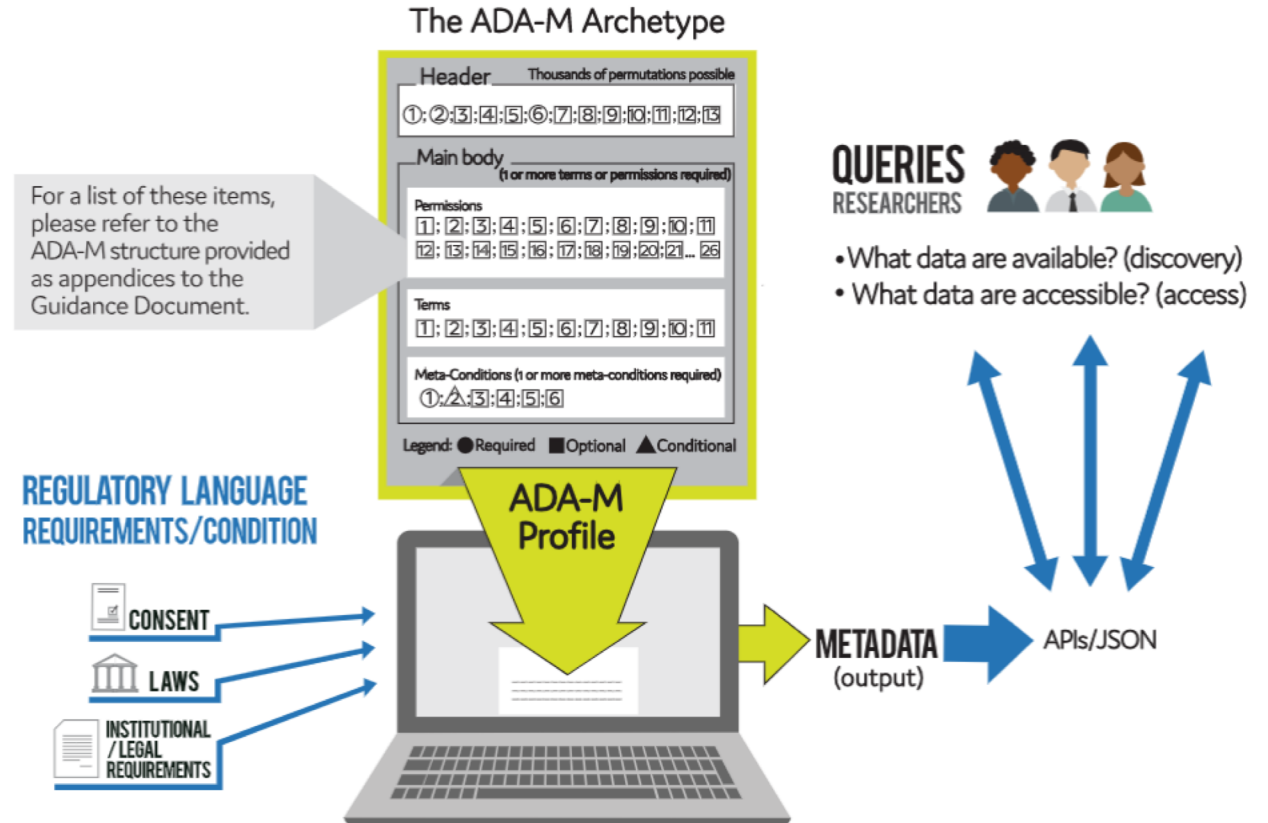 The ADA-M Archetype
Header
Thousands of permutations possible
1;2;3;4;5;6;7;8;9;10;11;12;13
Main body
(1 or more terms or permissions required)
Permissions
1; 2; 3; 4; 5; 6; 7; 8; 9; 10; 11
12; 13; 14; 15; 16; 17; 18; 19; 20; 21... 26
Terms
1; 2; 3; 4; 5; 6; 7; 8; 9; 10; 11
Meta-Conditions (1 or more meta-conditions required)
1;2;3;4;5;6
Legend: Required Optional Conditional
For a list of these items,
please refer to the
ADA-M structure provided
as appendices to the
Guidance Document.
QUERIES
RESEARCHERS
• What data are available? (discovery)
• What data are accessible? (access)
REGULATORY LANGUAGE
REQUIREMENTS/CONDITION
CONSENT
LAWS
INSTITUTIONAL
/LEGAL
REQUIREMENTS
ADA-M
Profile
METADATA
(output)
APIs/JSON